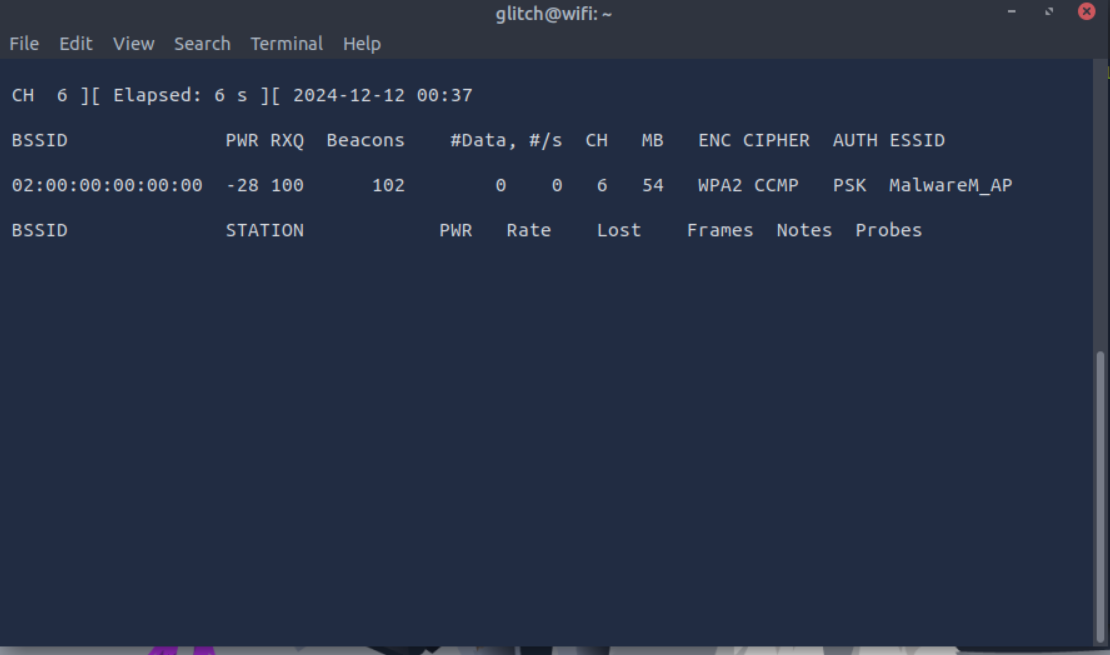 glitch@wifi: ~
File Edit View Search Terminal Help
CH  6 ][ Elapsed: 6 s ][ 2024-12-12 00:37
BSSID              PWR RXQ  Beacons    #Data, #/s  CH   MB   ENC CIPHER  AUTH ESSID
02:00:00:00:00:00  -28 100      102        0    0   6   54   WPA2 CCMP   PSK  MalwareM_AP
BSSID              STATION            PWR   Rate    Lost    Frames  Notes  Probes